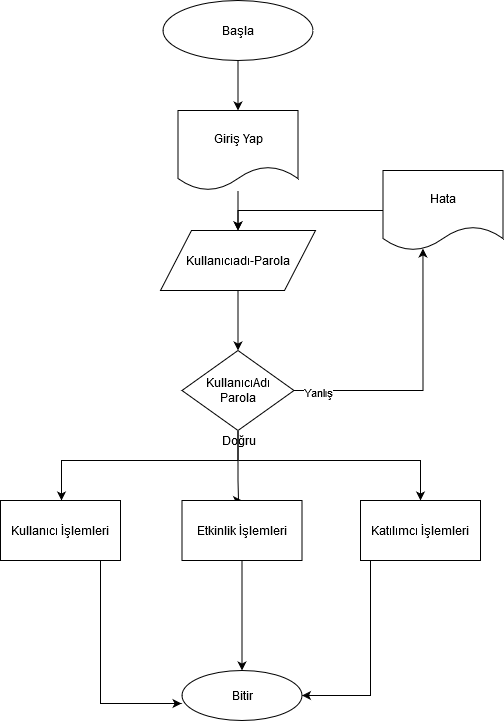 Başla
Giriş Yap
Hata
Kullanıcıadı-Parola
KullanıcıAdı
Parola
Yanlış
Doğru
Kullanıcı İşlemleri
Etkinlik İşlemleri
Katılımcı İşlemleri
Bitir